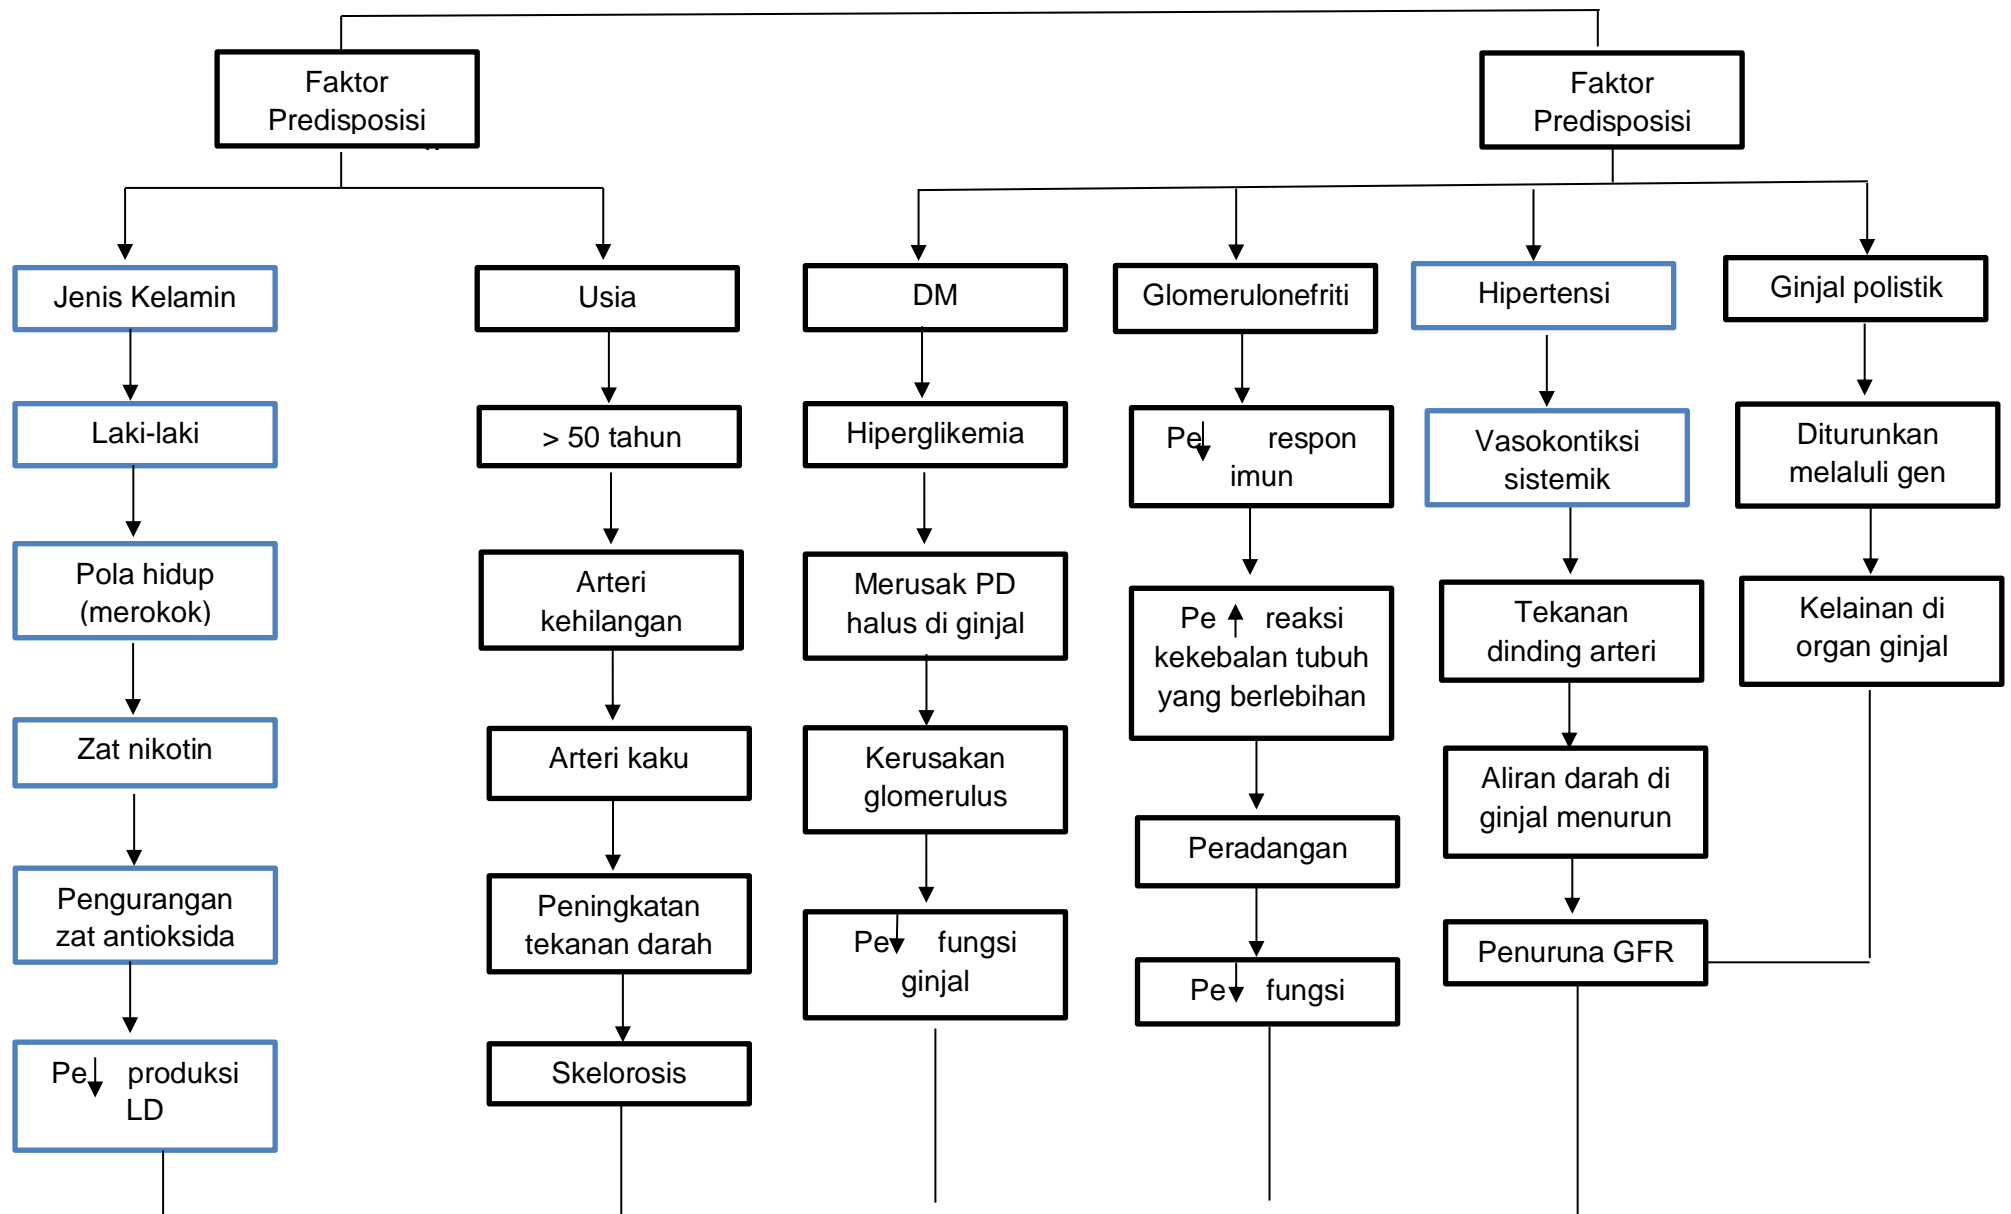 Faktor
Predisposisi
Faktor
Predisposisi
Jenis Kelamin
Usia
DM
Glomerulonefriti
Hipertensi
Ginjal polistik
Laki-laki
> 50 tahun
Hiperglikemia
Pe↓ respon
imun
Vasokontiksi
sistemik
Diturunkan
melaluli gen
Pola hidup
(merokok)
Arteri
kehilangan
Merusak PD
halus di ginjal
Pe ↑ reaksi
kekebalan tubuh
yang berlebihan
Tekanan
dinding arteri
Kelainan di
organ ginjal
Zat nikotin
Arteri kaku
Kerusakan
glomerulus
Peradangan
Aliran darah di
ginjal menurun
Pengurangan
zat antioksida
Peningkatan
tekanan darah
Pe↓ fungsi
ginjal
Pe↓ fungsi
Penuruna GFR
Pe↓ produksi
LD
Skelorosis